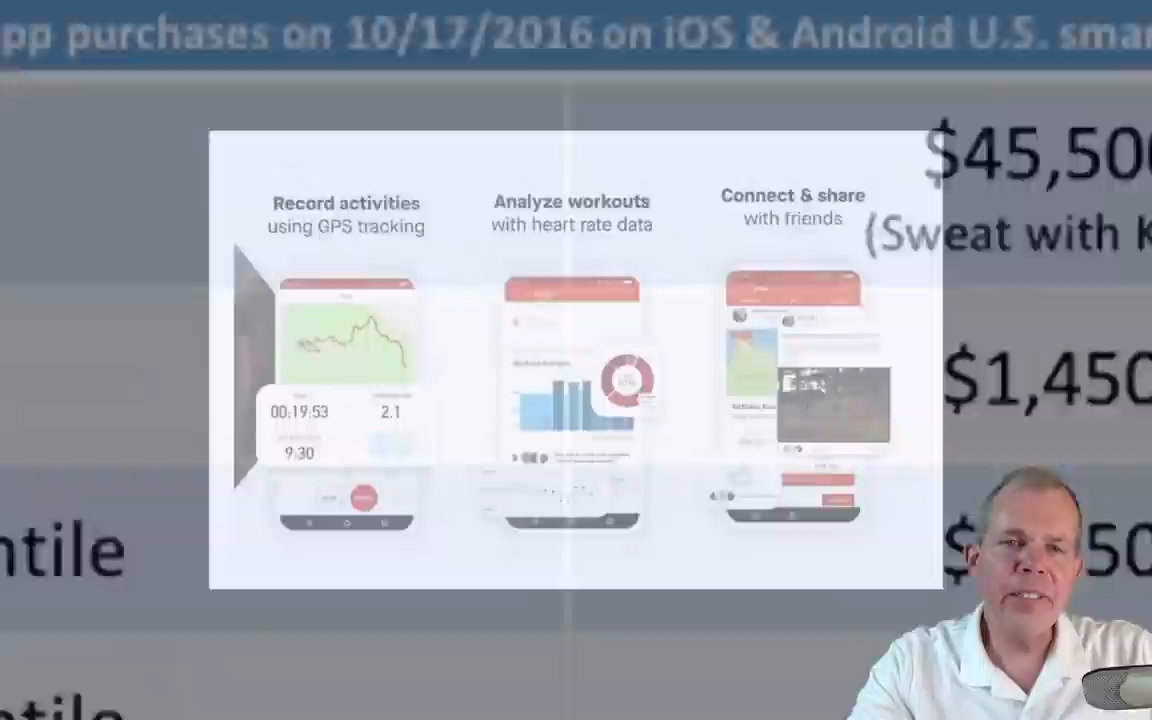 pp purchases on 10/17/2016 on iOS & Android U.S. smar
$45,500
(Sweat with K
$1,450
ntile
$ 50
ntile
Record activities
using GPS tracking
Analyze workouts
with heart rate data
Connect & share
with friends
00:19:53
2.1
9:30